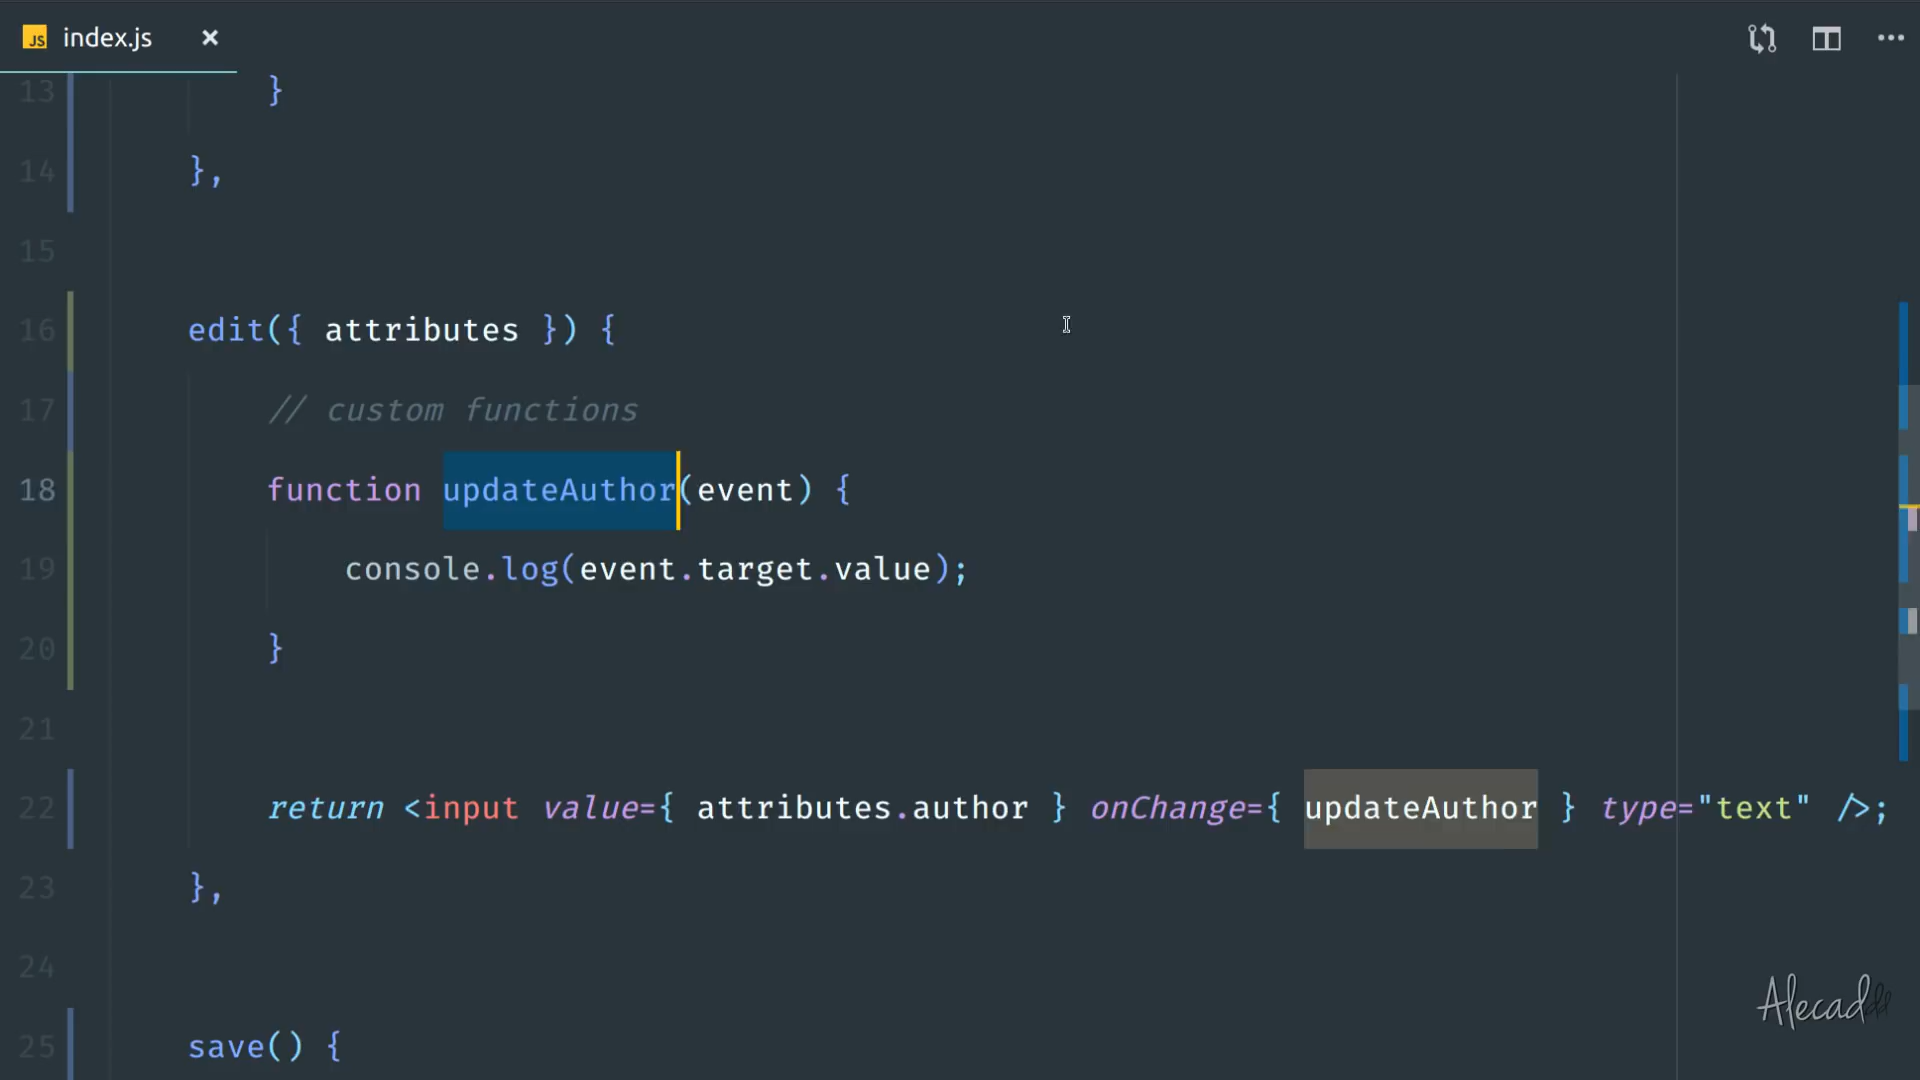 JS index.js ×
13 }
14 },
15
16 edit({ attributes }) {
17 // custom functions
18 function updateAuthor(event) {
19 console.log(event.target.value);
20 }
21
22 return <input value={ attributes.author } onChange={ updateAuthor } type="text" />;
23 },
24
25 save() {
Alecaddd